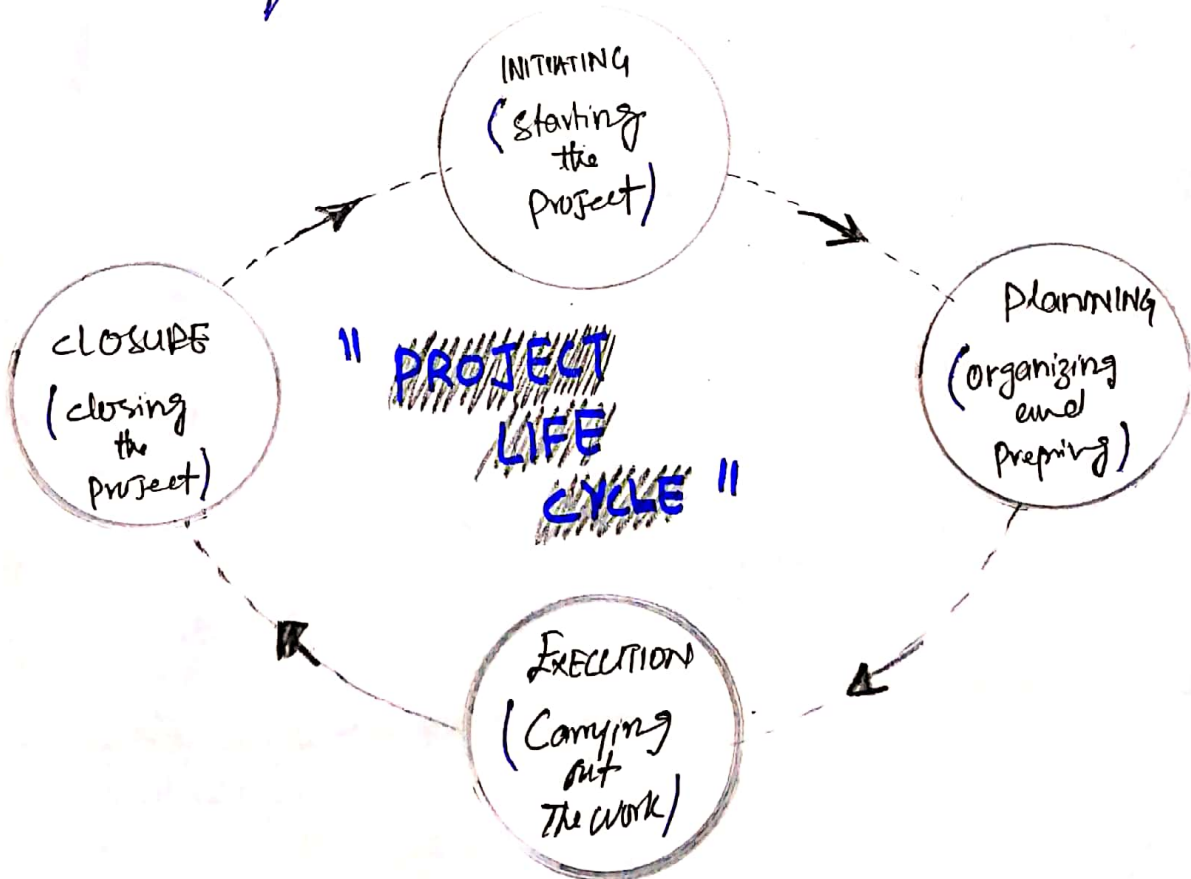 INITIATING
(starting
the
project)
PlanNING
(organizing
and
prepring)
CLOSURE
(closing
the
project)
" PROJECT
LIFE
CYCLE "
EXECUTION
(Carrying
out
The work)